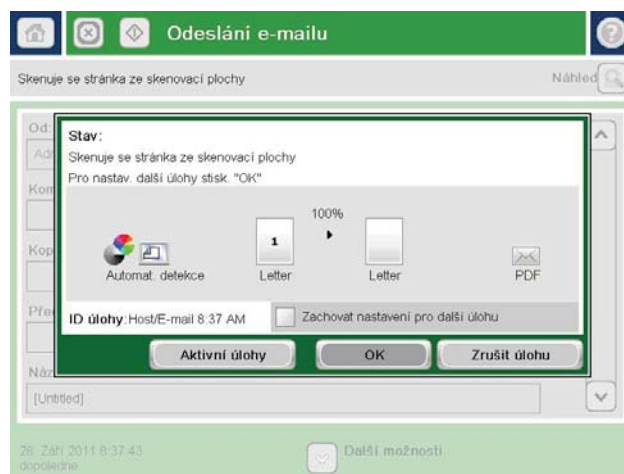 Odeslání e-mailu
Skenuje se stránka ze skenovací plochy
Náhled
Od:
Stav:
Skenuje se stránka ze skenovací plochy
Pro nastav. další úlohy stisk. "OK"
100%
1
Automat. detekce
Letter
Letter
PDF
ID úlohy:Host/E-mail 8:37 AM
Zachovat nastavení pro další úlohu
Aktivní úlohy
OK
Zrušit úlohu
[Untitled]
28. Září 2011 8:37:43
dopoledne
Další možnosti